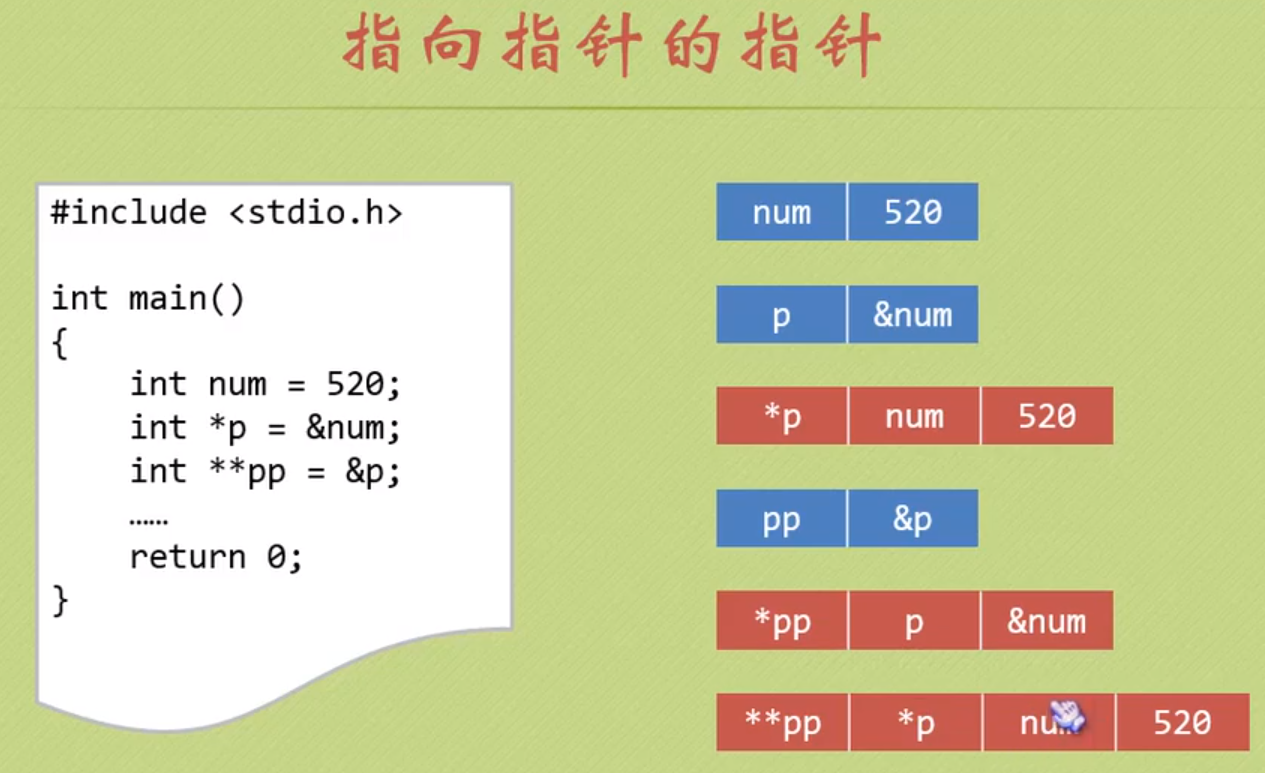 指向指针的指针
#include <stdio.h>
int main()
{
    int num = 520;
    int *p = &num;
    int **pp = &p;
    ……
    return 0;
}
num 520
p &num
*p num 520
pp &p
*pp p &num
**pp *p num 520